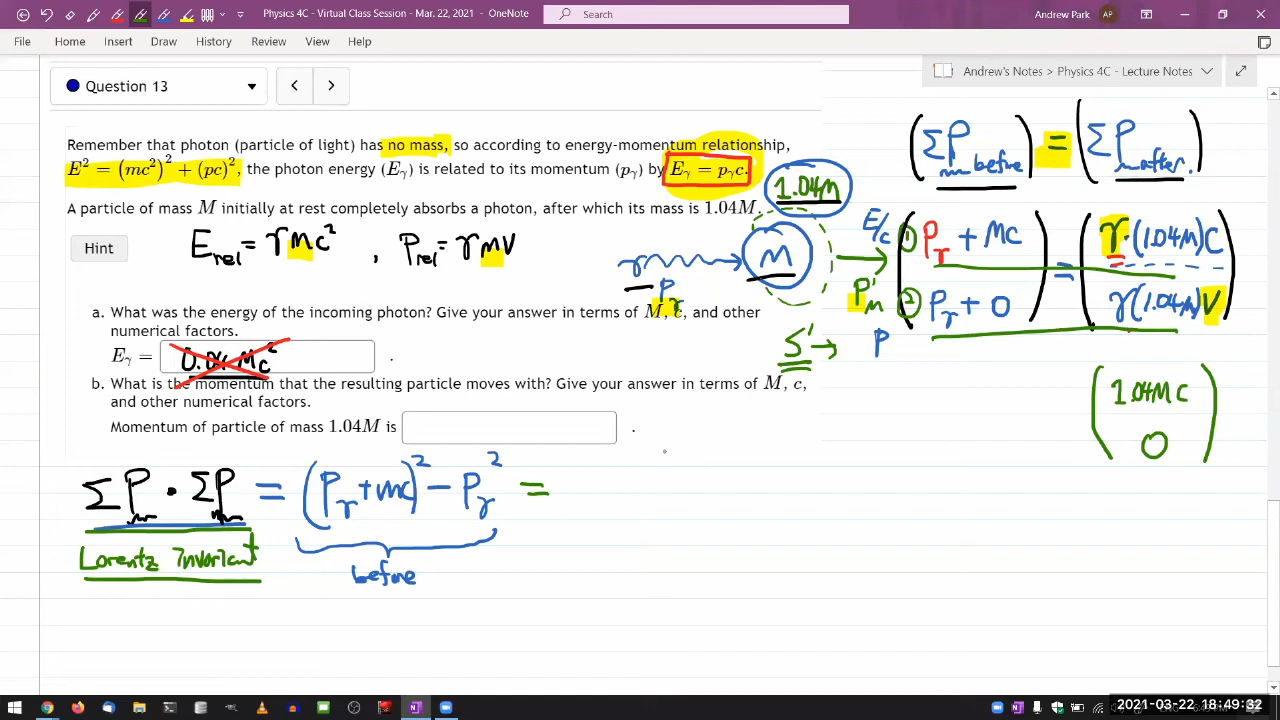 Physics 4C - Virtual Class Session - Mar. 22, 2021 - OneNote
Search
Andrew Park
AP
File Home Insert Draw History Review View Help
Question 13
Andrew's Notes > Physics 4C - Lecture Notes
Remember that photon (particle of light) has no mass, so according to energy-momentum relationship,
E² = (mc²)² + (pc)², the photon energy (Eγ) is related to its momentum (pγ) by Eγ = pγc.
A particle of mass M initially at rest completely absorbs a photon, after which its mass is 1.04M.
Hint
E_rel = γmc² , P_rel = γmv
1.04M
M
γ
Pγ
P'_M
S' →
(ΣP before) = (ΣP after.)
E/c ① (Pγ + Mc) = (γ·(1.04M)c)
P ② (Pγ + 0) = (γ(1.04M)v)
(1.04Mc
0)
a. What was the energy of the incoming photon? Give your answer in terms of M, c, and other
numerical factors.
Eγ = 0.04Mc² .
b. What is the momentum that the resulting particle moves with? Give your answer in terms of M, c,
and other numerical factors.
Momentum of particle of mass 1.04M is .
ΣP · ΣP = (Pγ + mc)² − Pγ² =
Lorentz invariant
before
2021-03-22 18:49:32